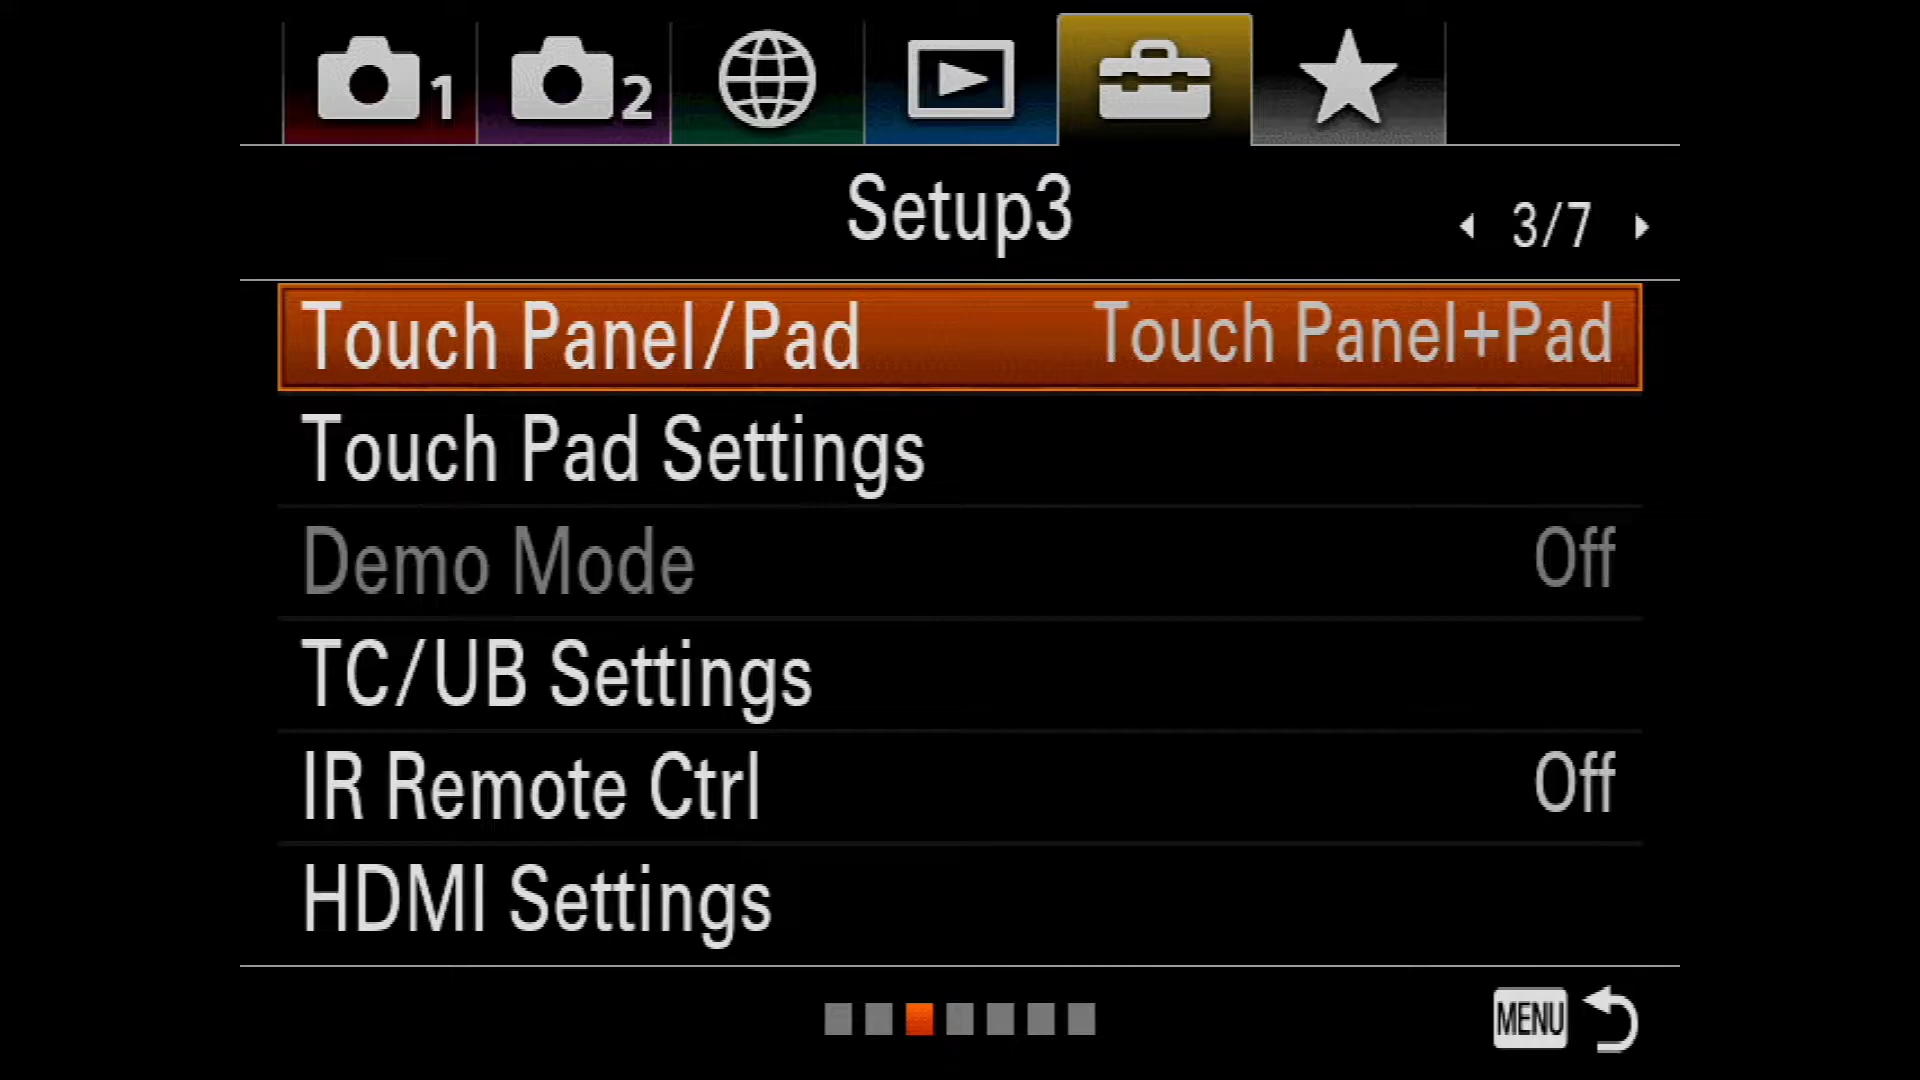 1 2
Setup3
3/7
Touch Panel/Pad Touch Panel+Pad
Touch Pad Settings
Demo Mode Off
TC/UB Settings
IR Remote Ctrl Off
HDMI Settings
MENU